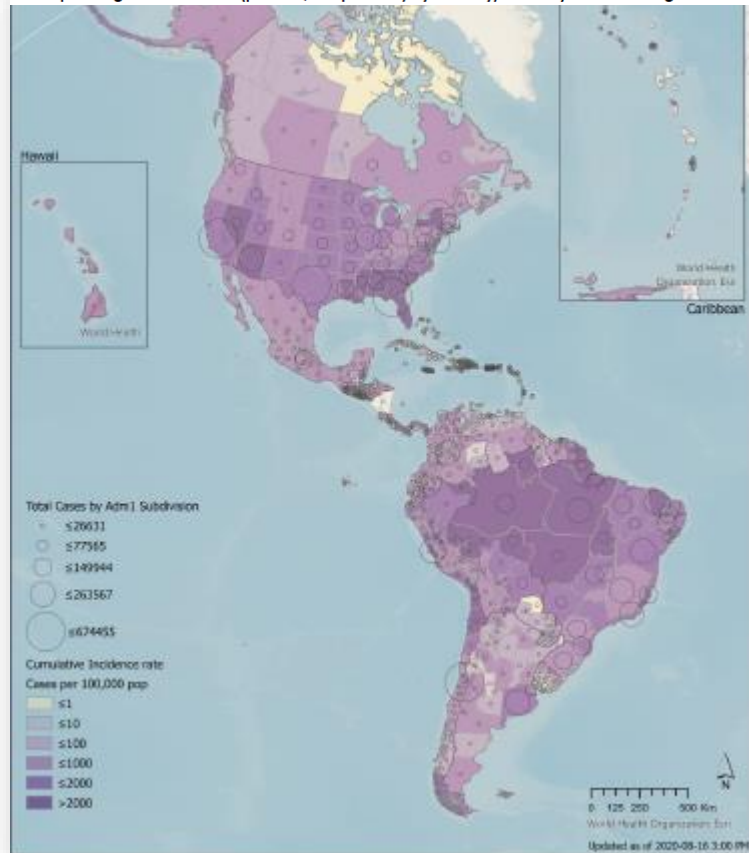 Hawaii
World Health
World Health
Organization, Esri
Caribbean
Total Cases by Adm1 Subdivision
≤26631
≤77565
≤149944
≤263567
≤674455
Cumulative Incidence rate
Cases per 100,000 pop
≤1
≤10
≤100
≤1000
≤2000
>2000
N
0 125 250 500 Km
World Health Organization, Esri
Updated as of 2020-08-16 3:00 PM